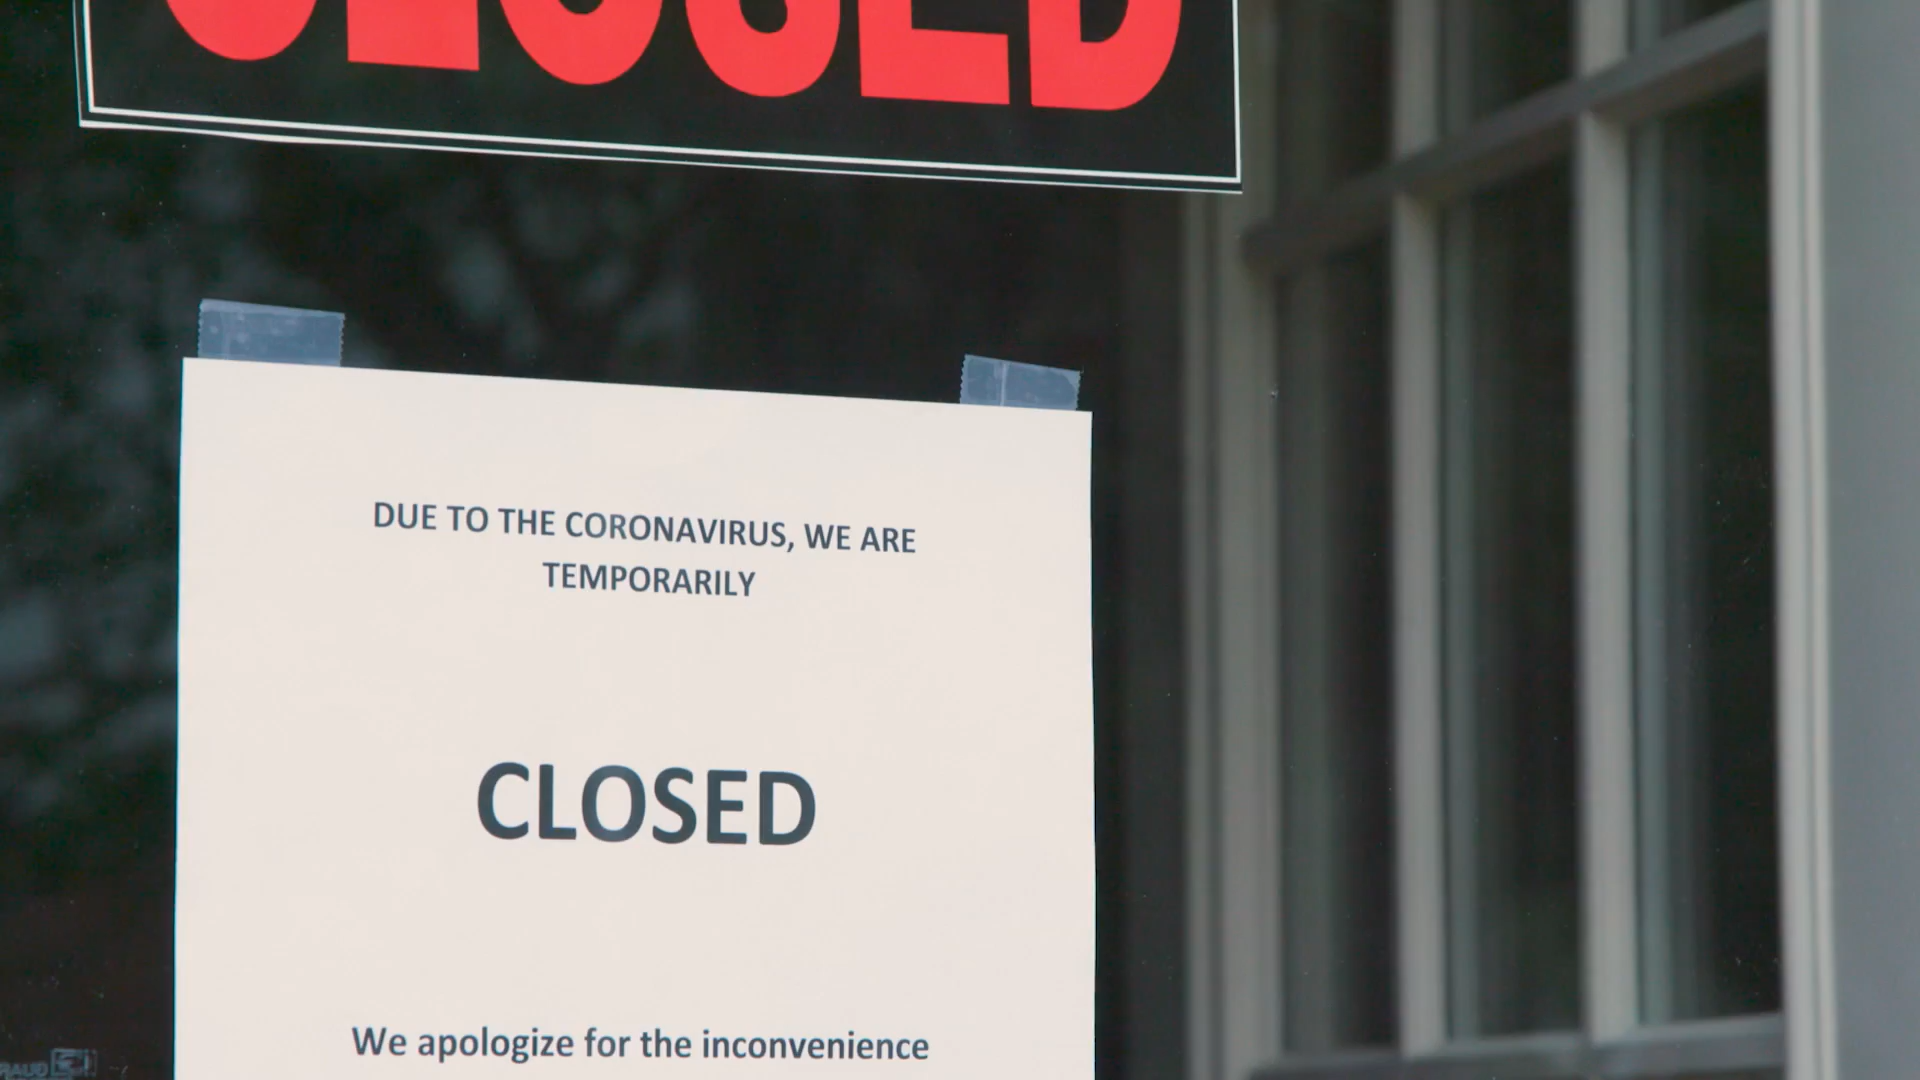 CLOSED
DUE TO THE CORONAVIRUS, WE ARE
TEMPORARILY
CLOSED
We apologize for the inconvenience